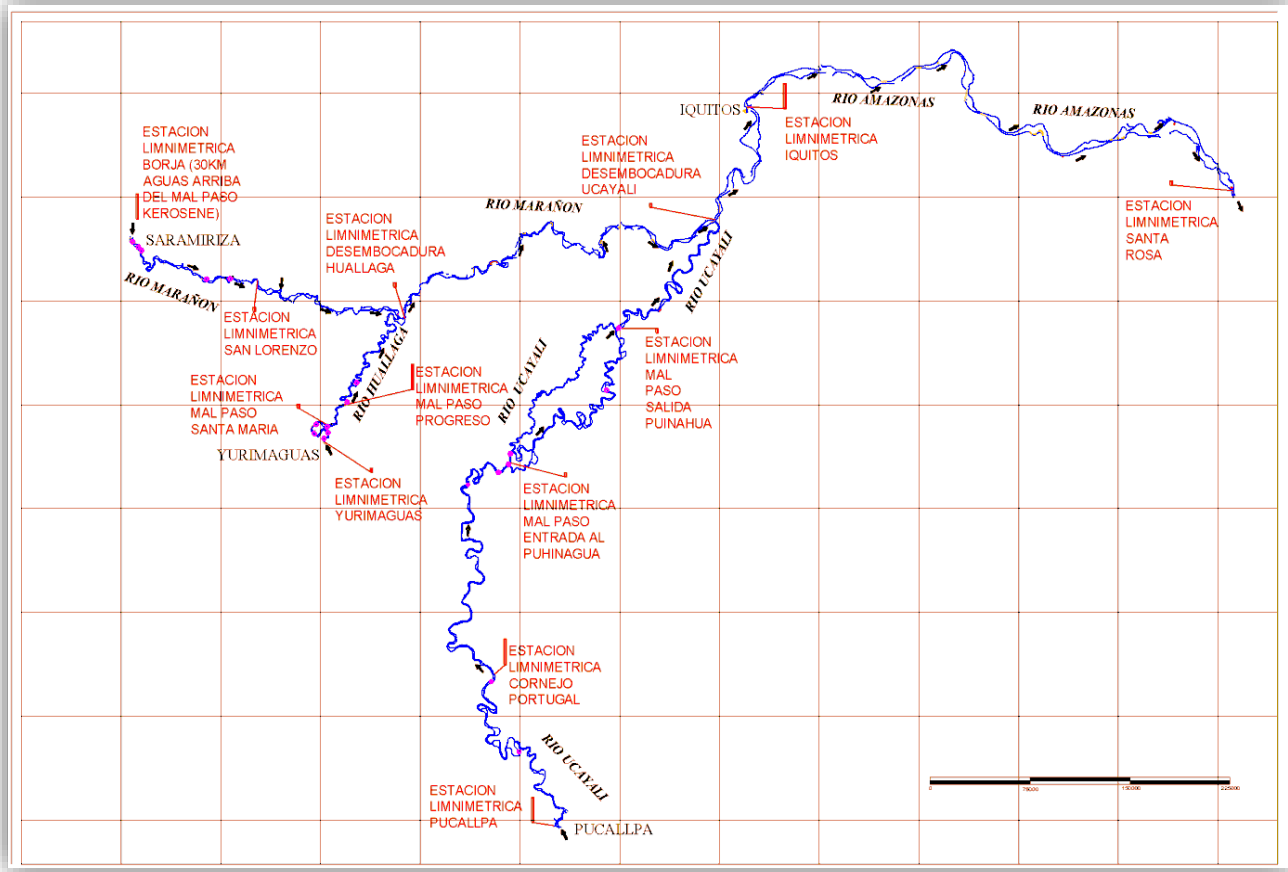 IQUITOS
RIO AMAZONAS
RIO AMAZONAS
ESTACION
LIMNIMETRICA
IQUITOS
ESTACION
LIMNIMETRICA
BORJA (30KM
AGUAS ARRIBA
DEL MAL PASO
KEROSENE)
ESTACION
LIMNIMETRICA
DESEMBOCADURA
UCAYALI
SARAMIRIZA
RIO MARAÑON
ESTACION
LIMNIMETRICA
DESEMBOCADURA
HUALLAGA
RIO MARAÑON
ESTACION
LIMNIMETRICA
SANTA
ROSA
RIO UCAYALI
ESTACION
LIMNIMETRICA
SAN LORENZO
RIO HUALLAGA
RIO UCAYALI
ESTACION
LIMNIMETRICA
MAL
PASO
SALIDA
PUINAHUA
ESTACION
LIMNIMETRICA
MAL PASO
SANTA MARIA
ESTACION
LIMNIMETRICA
MAL PASO
PROGRESO
YURIMAGUAS
ESTACION
LIMNIMETRICA
YURIMAGUAS
ESTACION
LIMNIMETRICA
MAL PASO
ENTRADA AL
PUHINAGUA
ESTACION
LIMNIMETRICA
CORNEJO
PORTUGAL
RIO UCAYALI
ESTACION
LIMNIMETRICA
PUCALLPA
PUCALLPA
0 75000 150000 225000